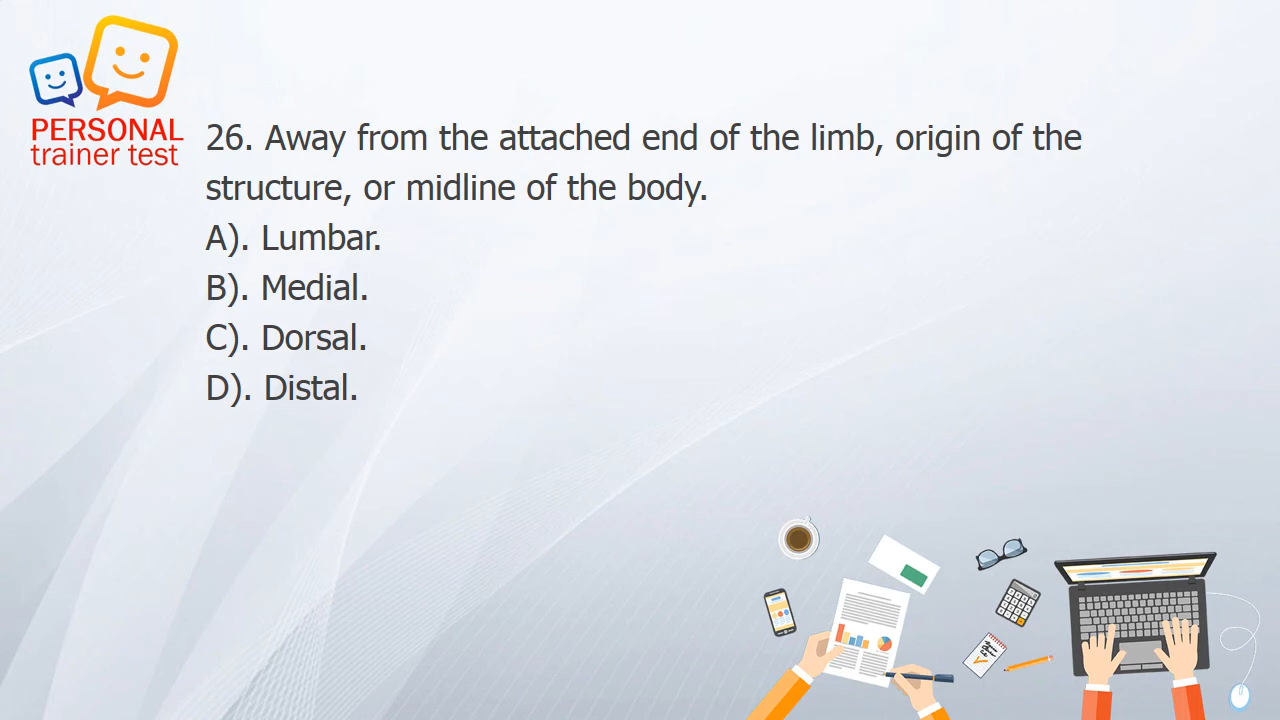 PERSONAL
trainer test
26. Away from the attached end of the limb, origin of the
structure, or midline of the body.
A). Lumbar.
B). Medial.
C). Dorsal.
D). Distal.